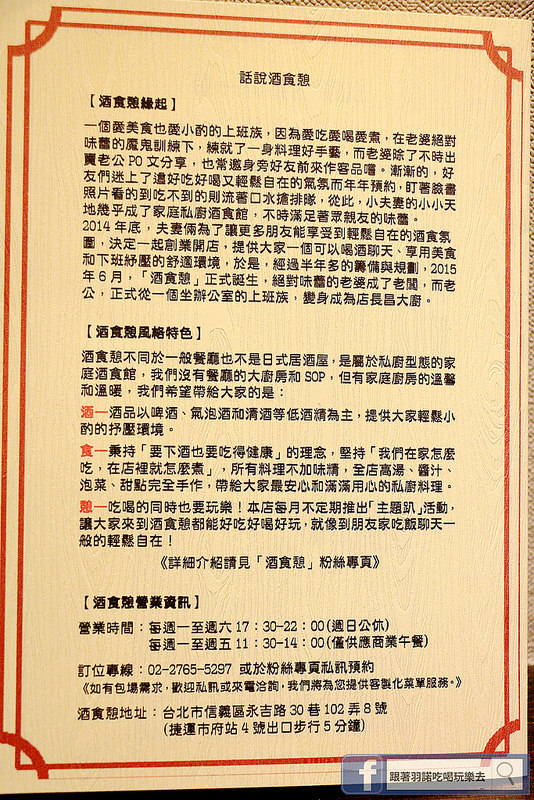 話說酒食憩
【酒食憩緣起】
一個愛美食也愛小酌的上班族，因為愛吃愛喝愛煮，在老婆絕對
味蕾的魔鬼訓練下，練就了一身料理好手藝，而老婆除了不時出
賣老公 PO 文分享，也常邀身旁好友前來作客品嚐。漸漸的，好
友們迷上了這好吃好喝又輕鬆自在的氣氛而年年預約，盯著臉書
照片看的到吃不到的則流著口水搶排隊，從此，小夫妻的小小天
地幾乎成了家庭私廚酒食館，不時滿足著眾親友的味蕾。
2014 年底，夫妻倆為了讓更多朋友能享受到輕鬆自在的酒食氛
圍，決定一起創業開店，提供大家一個可以喝酒聊天、享用美食
和下班紓壓的舒適環境，於是，經過半年多的籌備與規劃，2015
年 6 月，「酒食憩」正式誕生，絕對味蕾的老婆成了老闆，而老
公，正式從一個坐辦公室的上班族，變身成為店長昌大廚。
【酒食憩風格特色】
酒食憩不同於一般餐廳也不是日式居酒屋，是屬於私廚型態的家
庭酒食館，我們沒有餐廳的大廚房和 SOP，但有家庭廚房的溫馨
和溫暖，我們希望帶給大家的是：
酒—酒品以啤酒、氣泡酒和清酒等低酒精為主，提供大家輕鬆小
酌的抒壓環境。
食—秉持「要下酒也要吃得健康」的理念，堅持「我們在家怎麼
吃，在店裡就怎麼煮」，所有料理不加味精，全店高湯、醬汁、
泡菜、甜點完全手作，帶給大家最安心和滿滿用心的私廚料理。
憩—吃喝的同時也要玩樂！本店每月不定期推出「主題趴」活動，
讓大家來到酒食憩都能好吃好喝好玩，就像到朋友家吃飯聊天一
般的輕鬆自在！
《詳細介紹請見「酒食憩」粉絲專頁》
【酒食憩營業資訊】
營業時間：每週一至週六 17：30-22：00(週日公休)
每週一至週五 11：30-14：00(僅供應商業午餐)
訂位專線：02-2765-5297 或於粉絲專頁私訊預約
《如有包場需求，歡迎私訊或來電洽詢，我們將為您提供客製化菜單服務。》
酒食憩地址：台北市信義區永吉路 30 巷 102 弄 8 號
(捷運市府站 4 號出口步行 5 分鐘)
f 跟著羽諾吃喝玩樂去